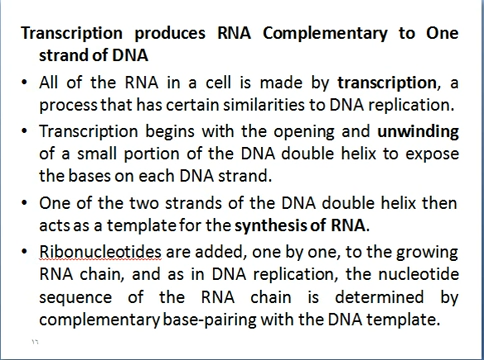 Transcription produces RNA Complementary to One
strand of DNA
• All of the RNA in a cell is made by transcription, a
process that has certain similarities to DNA replication.
• Transcription begins with the opening and unwinding
of a small portion of the DNA double helix to expose
the bases on each DNA strand.
• One of the two strands of the DNA double helix then
acts as a template for the synthesis of RNA.
• Ribonucleotides are added, one by one, to the growing
RNA chain, and as in DNA replication, the nucleotide
sequence of the RNA chain is determined by
complementary base-pairing with the DNA template.
١٦